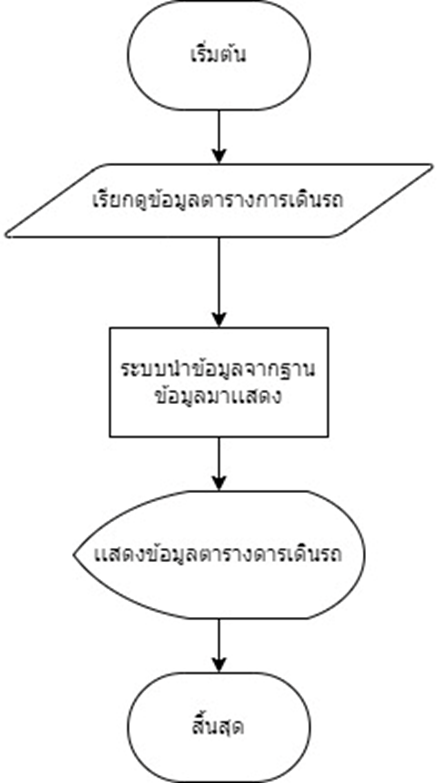 เริ่มต้น
เรียกดูข้อมูลตารางการเดินรถ
ระบบนำข้อมูลจากฐาน
ข้อมูลมาแสดง
แสดงข้อมูลตารางดารเดินรถ
สิ้นสุด